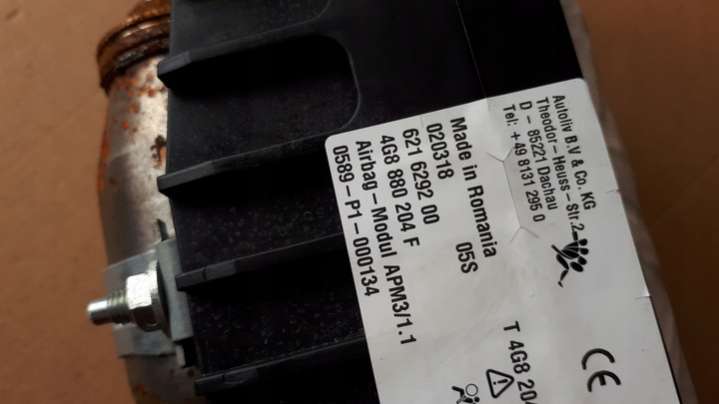 Autoliv B.V & Co. KG
Theodor – Heuss – Str.2
D – 85221 Dachau
Tel: + 49 8131 295 0
Made in Romania
020318 05S
621 6292 00
4G8 880 204 F
Airbag – Modul APM3/1.1
0589–P1–000134
T 4G8 204
CE